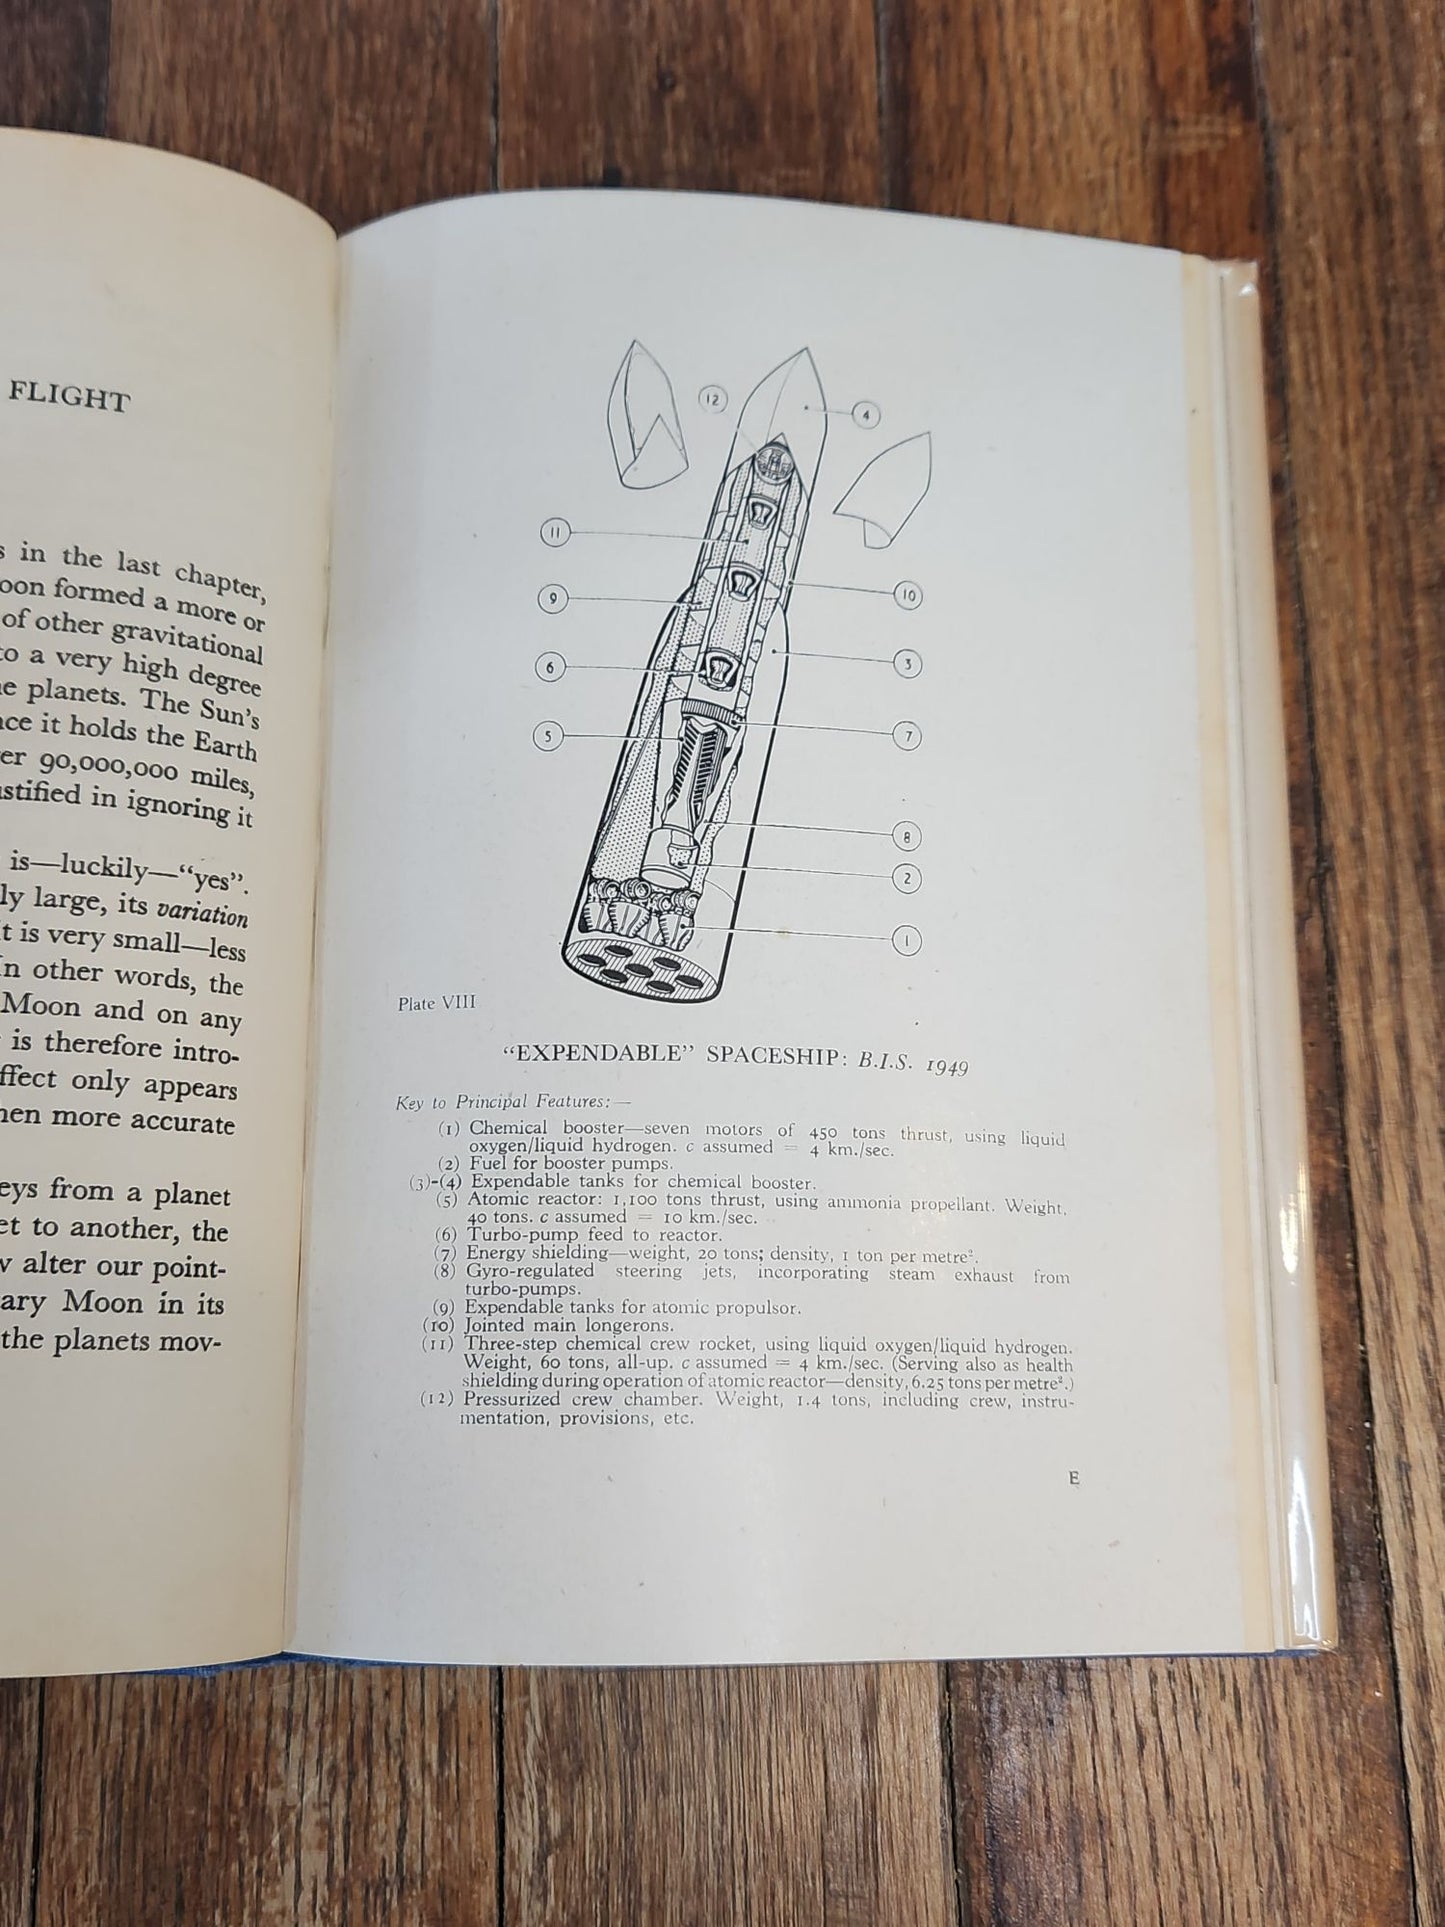 FLIGHT
in the last chapter,
oon formed a more or
of other gravitational
to a very high degree
e planets. The Sun's
nce it holds the Earth
er 90,000,000 miles,
ustified in ignoring it
is—luckily—“yes”.
ly large, its variation
t is very small—less
In other words, the
Moon and on any
is therefore intro-
ffect only appears
hen more accurate
eys from a planet
et to another, the
w alter our point-
ary Moon in its
the planets mov-
12
4
11
10
9
3
6
5
7
8
2
1
Plate VIII
“EXPENDABLE” SPACESHIP: B.I.S. 1949
Key to Principal Features:—
(1) Chemical booster—seven motors of 450 tons thrust, using liquid
oxygen/liquid hydrogen. c assumed = 4 km./sec.
(2) Fuel for booster pumps.
(3)-(4) Expendable tanks for chemical booster.
(5) Atomic reactor: 1,100 tons thrust, using ammonia propellant. Weight,
40 tons. c assumed = 10 km./sec.
(6) Turbo-pump feed to reactor.
(7) Energy shielding—weight, 20 tons; density, 1 ton per metre².
(8) Gyro-regulated steering jets, incorporating steam exhaust from
turbo-pumps.
(9) Expendable tanks for atomic propulsor.
(10) Jointed main longerons.
(11) Three-step chemical crew rocket, using liquid oxygen/liquid hydrogen.
Weight, 60 tons, all-up. c assumed = 4 km./sec. (Serving also as health
shielding during operation of atomic reactor—density, 6.25 tons per metre².)
(12) Pressurized crew chamber. Weight, 1.4 tons, including crew, instru-
mentation, provisions, etc.
E